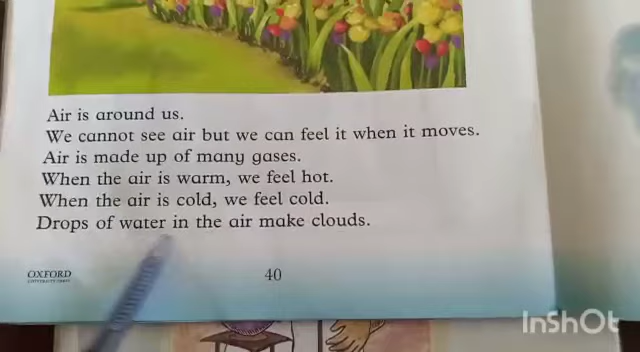 Air is around us.
We cannot see air but we can feel it when it moves.
Air is made up of many gases.
When the air is warm, we feel hot.
When the air is cold, we feel cold.
Drops of water in the air make clouds.
OXFORD
UNIVERSITY PRESS
40
InShOt